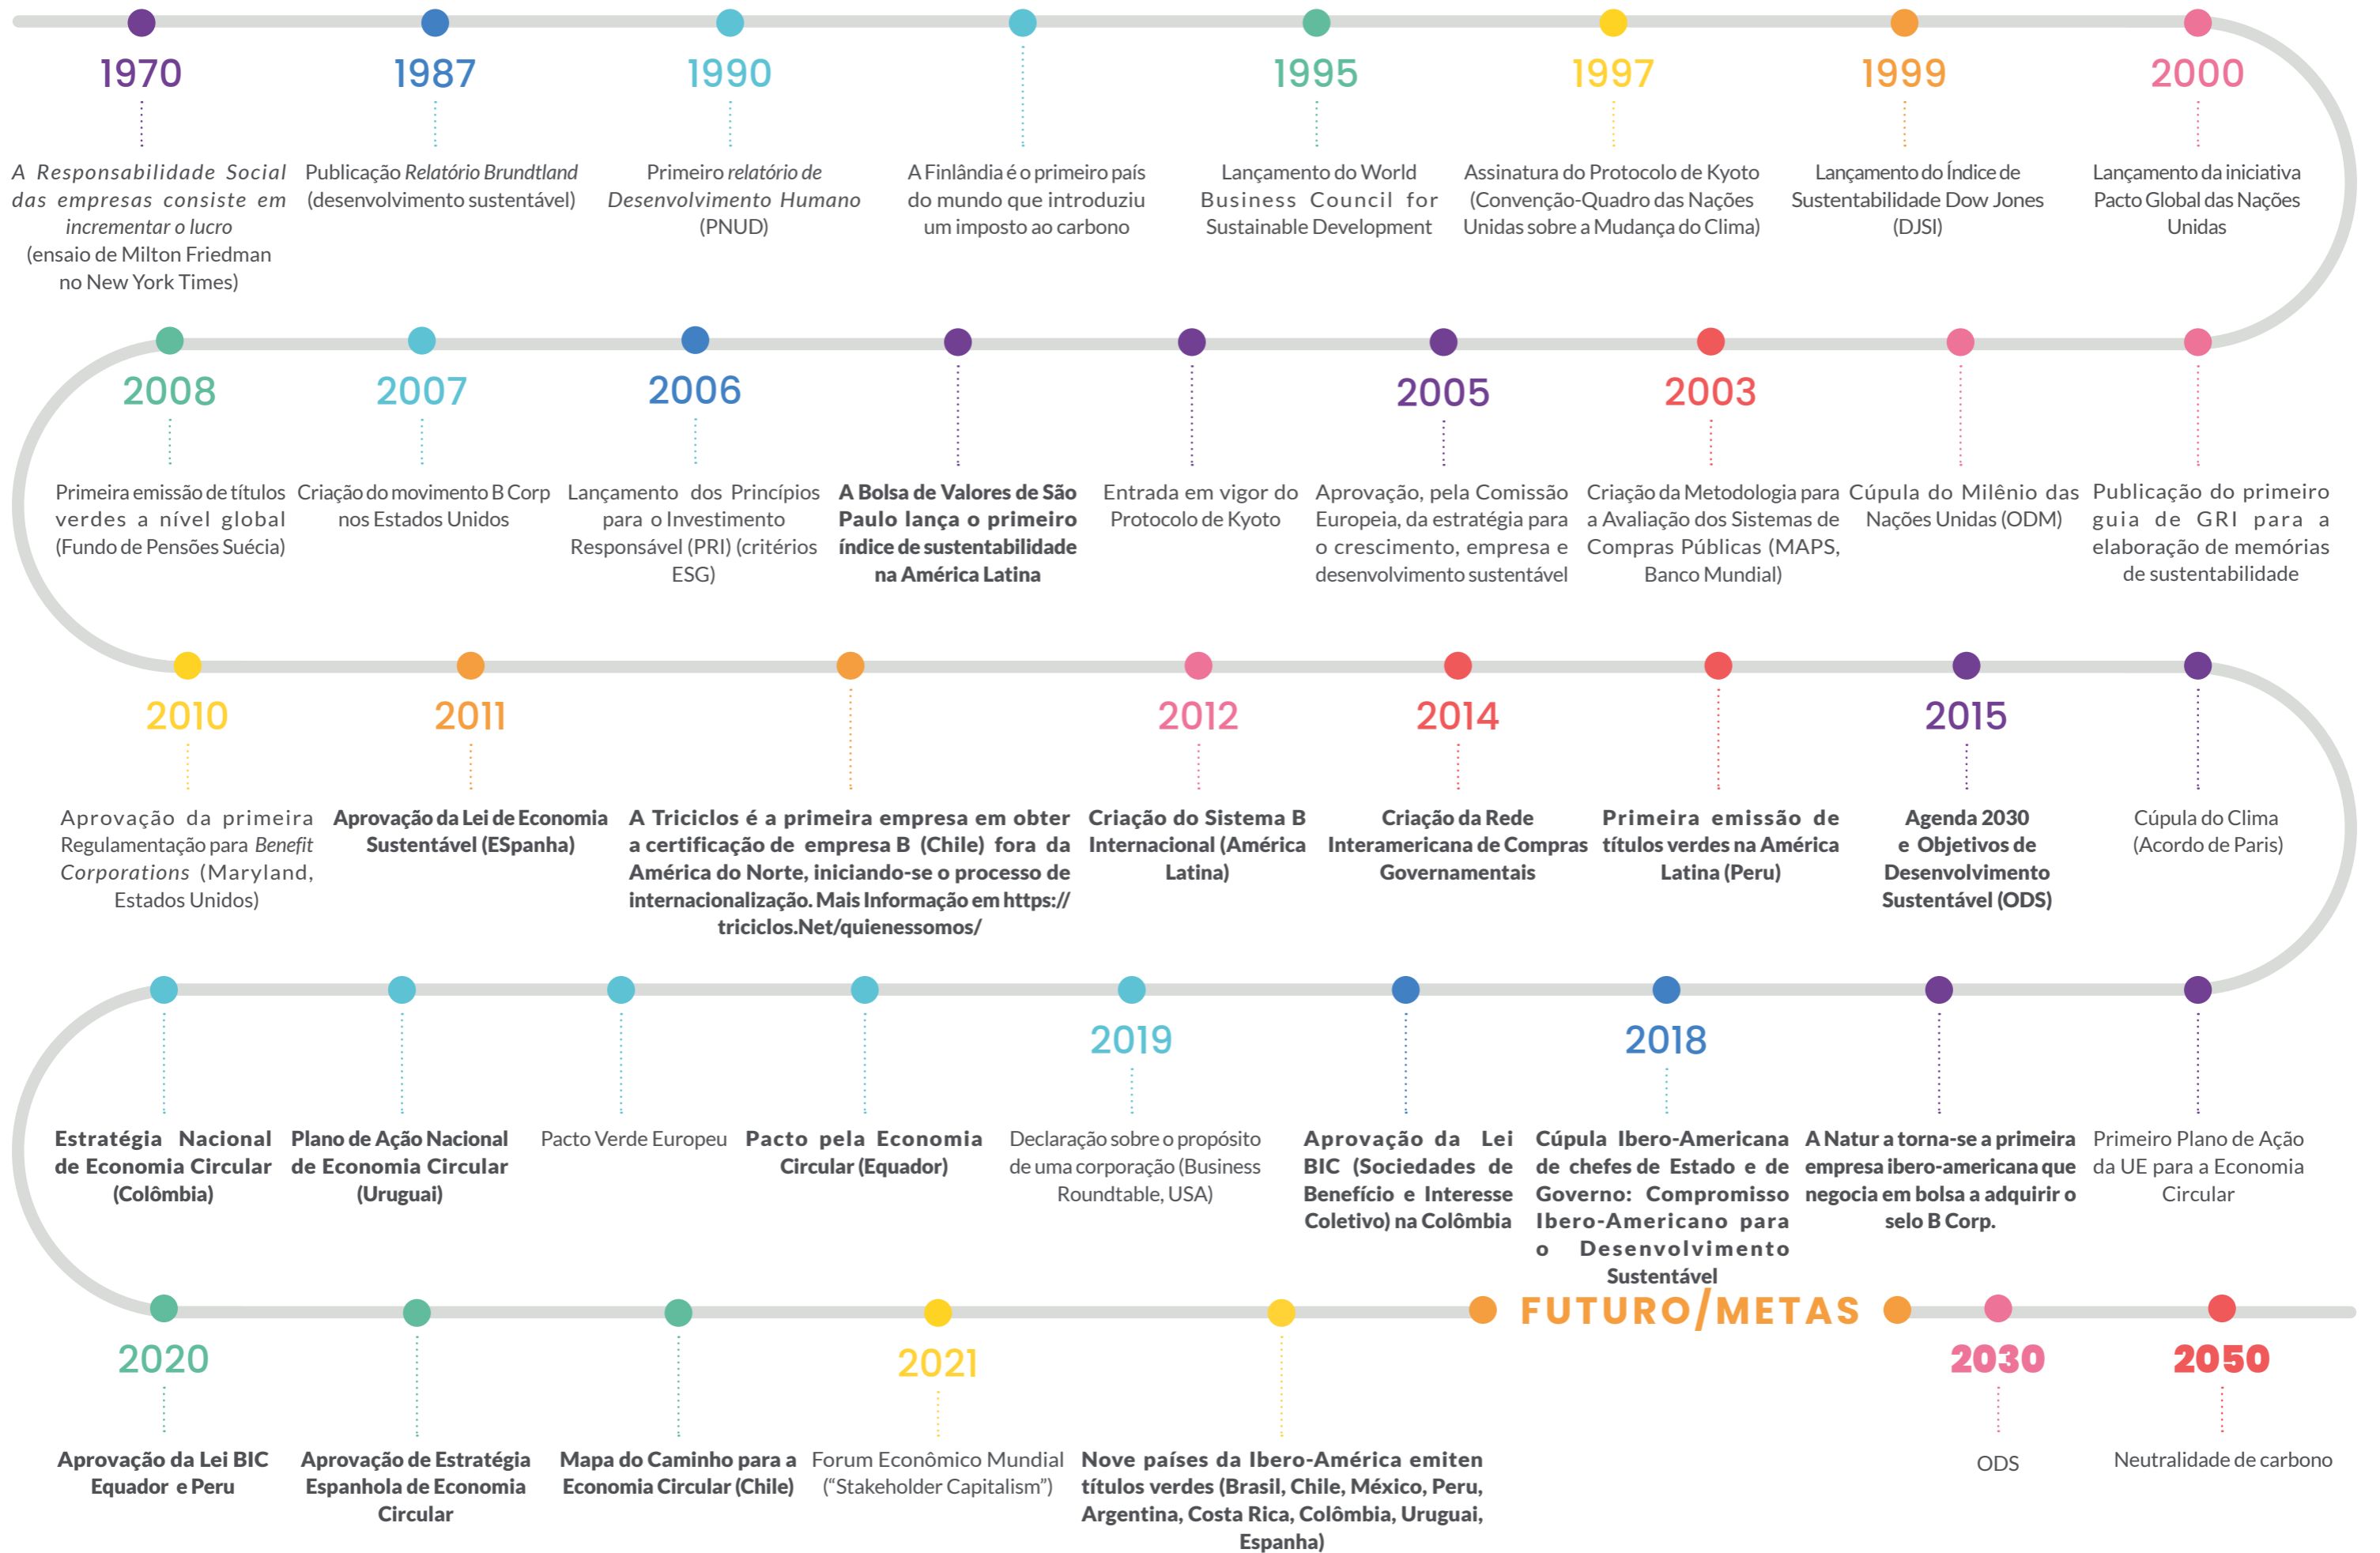 1970
A Responsabilidade Social
das empresas consiste em
incrementar o lucro
(ensaio de Milton Friedman
no New York Times)
1987
Publicação Relatório Brundtland
(desenvolvimento sustentável)
1990
Primeiro relatório de
Desenvolvimento Humano
(PNUD)
A Finlândia é o primeiro país
do mundo que introduziu
um imposto ao carbono
1995
Lançamento do World
Business Council for
Sustainable Development
1997
Assinatura do Protocolo de Kyoto
(Convenção-Quadro das Nações
Unidas sobre a Mudança do Clima)
1999
Lançamento do Índice de
Sustentabilidade Dow Jones
(DJSI)
2000
Lançamento da iniciativa
Pacto Global das Nações
Unidas
Publicação do primeiro
guia de GRI para a
elaboração de memórias
de sustentabilidade
Cúpula do Milênio das
Nações Unidas (ODM)
2003
Criação da Metodologia para
a Avaliação dos Sistemas de
Compras Públicas (MAPS,
Banco Mundial)
2005
Aprovação, pela Comissão
Europeia, da estratégia para
o crescimento, empresa e
desenvolvimento sustentável
Entrada em vigor do
Protocolo de Kyoto
A Bolsa de Valores de São
Paulo lança o primeiro
índice de sustentabilidade
na América Latina
2006
Lançamento dos Princípios
para o Investimento
Responsável (PRI) (critérios
ESG)
2007
Criação do movimento B Corp
nos Estados Unidos
2008
Primeira emissão de títulos
verdes a nível global
(Fundo de Pensões Suécia)
2010
Aprovação da primeira
Regulamentação para Benefit
Corporations (Maryland,
Estados Unidos)
2011
Aprovação da Lei de Economia
Sustentável (ESpanha)
A Triciclos é a primeira empresa em obter
a certificação de empresa B (Chile) fora da
América do Norte, iniciando-se o processo de
internacionalização. Mais Informação em https://
triciclos.Net/quienessomos/
2012
Criação do Sistema B
Internacional (América
Latina)
2014
Criação da Rede
Interamericana de Compras
Governamentais
Primeira emissão de
títulos verdes na América
Latina (Peru)
2015
Agenda 2030
e Objetivos de
Desenvolvimento
Sustentável (ODS)
Cúpula do Clima
(Acordo de Paris)
Primeiro Plano de Ação
da UE para a Economia
Circular
A Natur a torna-se a primeira
empresa ibero-americana que
negocia em bolsa a adquirir o
selo B Corp.
2018
Cúpula Ibero-Americana
de chefes de Estado e de
Governo: Compromisso
Ibero-Americano para
o Desenvolvimento
Sustentável
Aprovação da Lei
BIC (Sociedades de
Benefício e Interesse
Coletivo) na Colômbia
2019
Declaração sobre o propósito
de uma corporação (Business
Roundtable, USA)
Pacto pela Economia
Circular (Equador)
Pacto Verde Europeu
Plano de Ação Nacional
de Economia Circular
(Uruguai)
Estratégia Nacional
de Economia Circular
(Colômbia)
2020
Aprovação da Lei BIC
Equador e Peru
Aprovação de Estratégia
Espanhola de Economia
Circular
Mapa do Caminho para a
Economia Circular (Chile)
2021
Forum Econômico Mundial
(“Stakeholder Capitalism”)
Nove países da Ibero-América emiten
títulos verdes (Brasil, Chile, México, Peru,
Argentina, Costa Rica, Colômbia, Uruguai,
Espanha)
FUTURO/METAS
2030
ODS
2050
Neutralidade de carbono